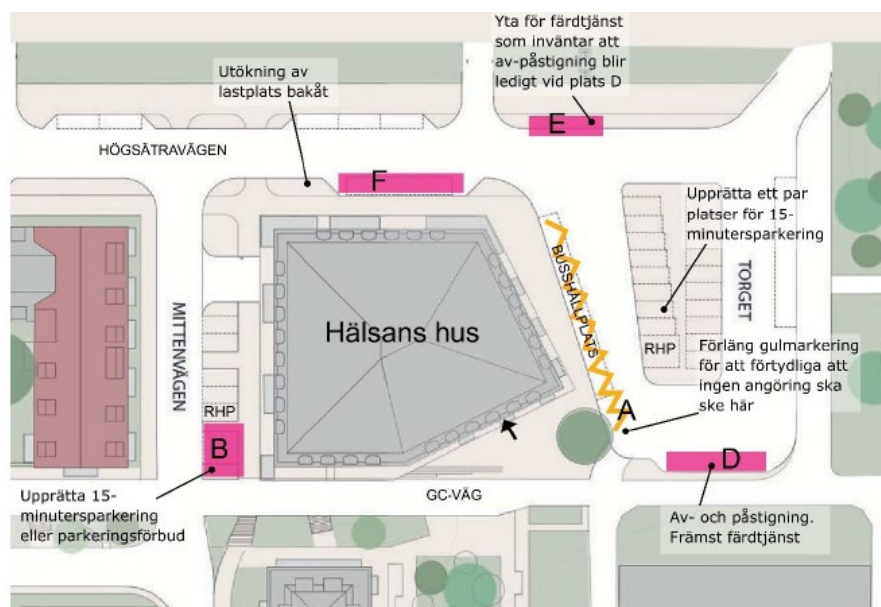 Yta för färdtjänst
som inväntar att
av-påstigning blir
ledigt vid plats D
Utökning av
lastplats bakåt
E
HÖGSÄTRAVÄGEN
F
Upprätta ett par
platser för 15-
minutersparkering
BUSSHÅLLPLATS
TORGET
MITTENVÄGEN
Hälsans hus
RHP
Förläng gulmarkering
för att förtydliga att
ingen angöring ska
ske här
RHP
A
B
D
Upprätta 15-
minutersparkering
eller parkeringsförbud
GC-VÄG
Av- och påstigning.
Främst färdtjänst